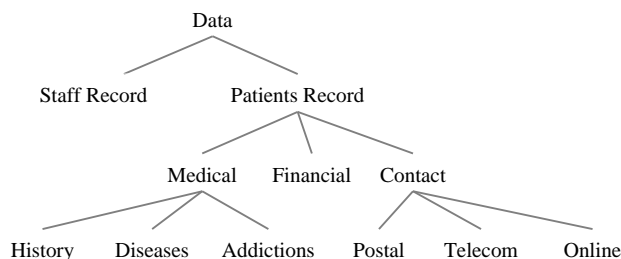 Data
Staff Record Patients Record
Medical Financial Contact
History Diseases Addictions Postal Telecom Online